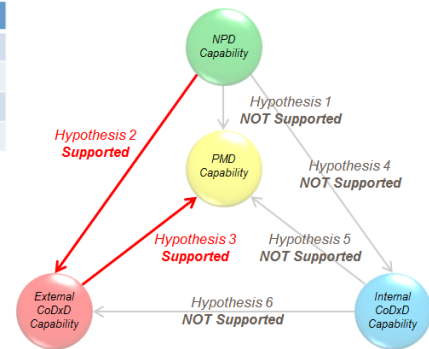 NPD
Capability
Hypothesis 1
NOT Supported
Hypothesis 2
Supported
PMD
Capability
Hypothesis 4
NOT Supported
Hypothesis 3
Supported
Hypothesis 5
NOT Supported
External
CoDxD
Capability
Hypothesis 6
NOT Supported
Internal
CoDxD
Capability